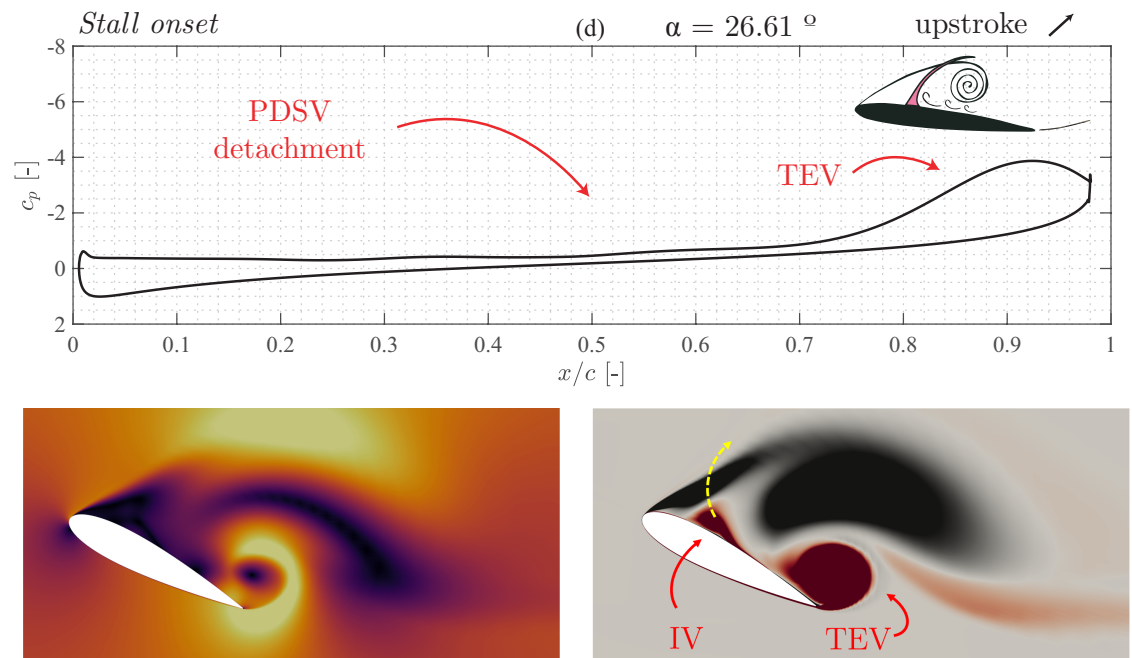 Stall onset (d) α = 26.61 º upstroke
-8
-6
-4
-2
0
2
c_p [-]
PDSV
detachment
TEV
0 0.1 0.2 0.3 0.4 0.5 0.6 0.7 0.8 0.9 1
x/c [-]
IV
TEV